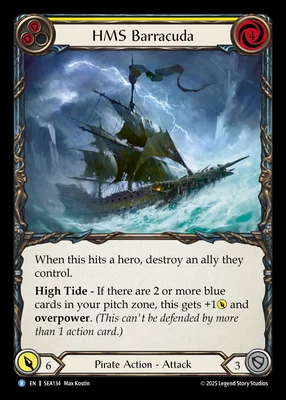 HMS Barracuda
1
When this hits a hero, destroy an ally they
control.
High Tide - If there are 2 or more blue
cards in your pitch zone, this gets +1 and
overpower. (This can't be defended by more
than 1 action card.)
6
Pirate Action - Attack
3
R EN SEA134 Max Kostin
© 2025 Legend Story Studios